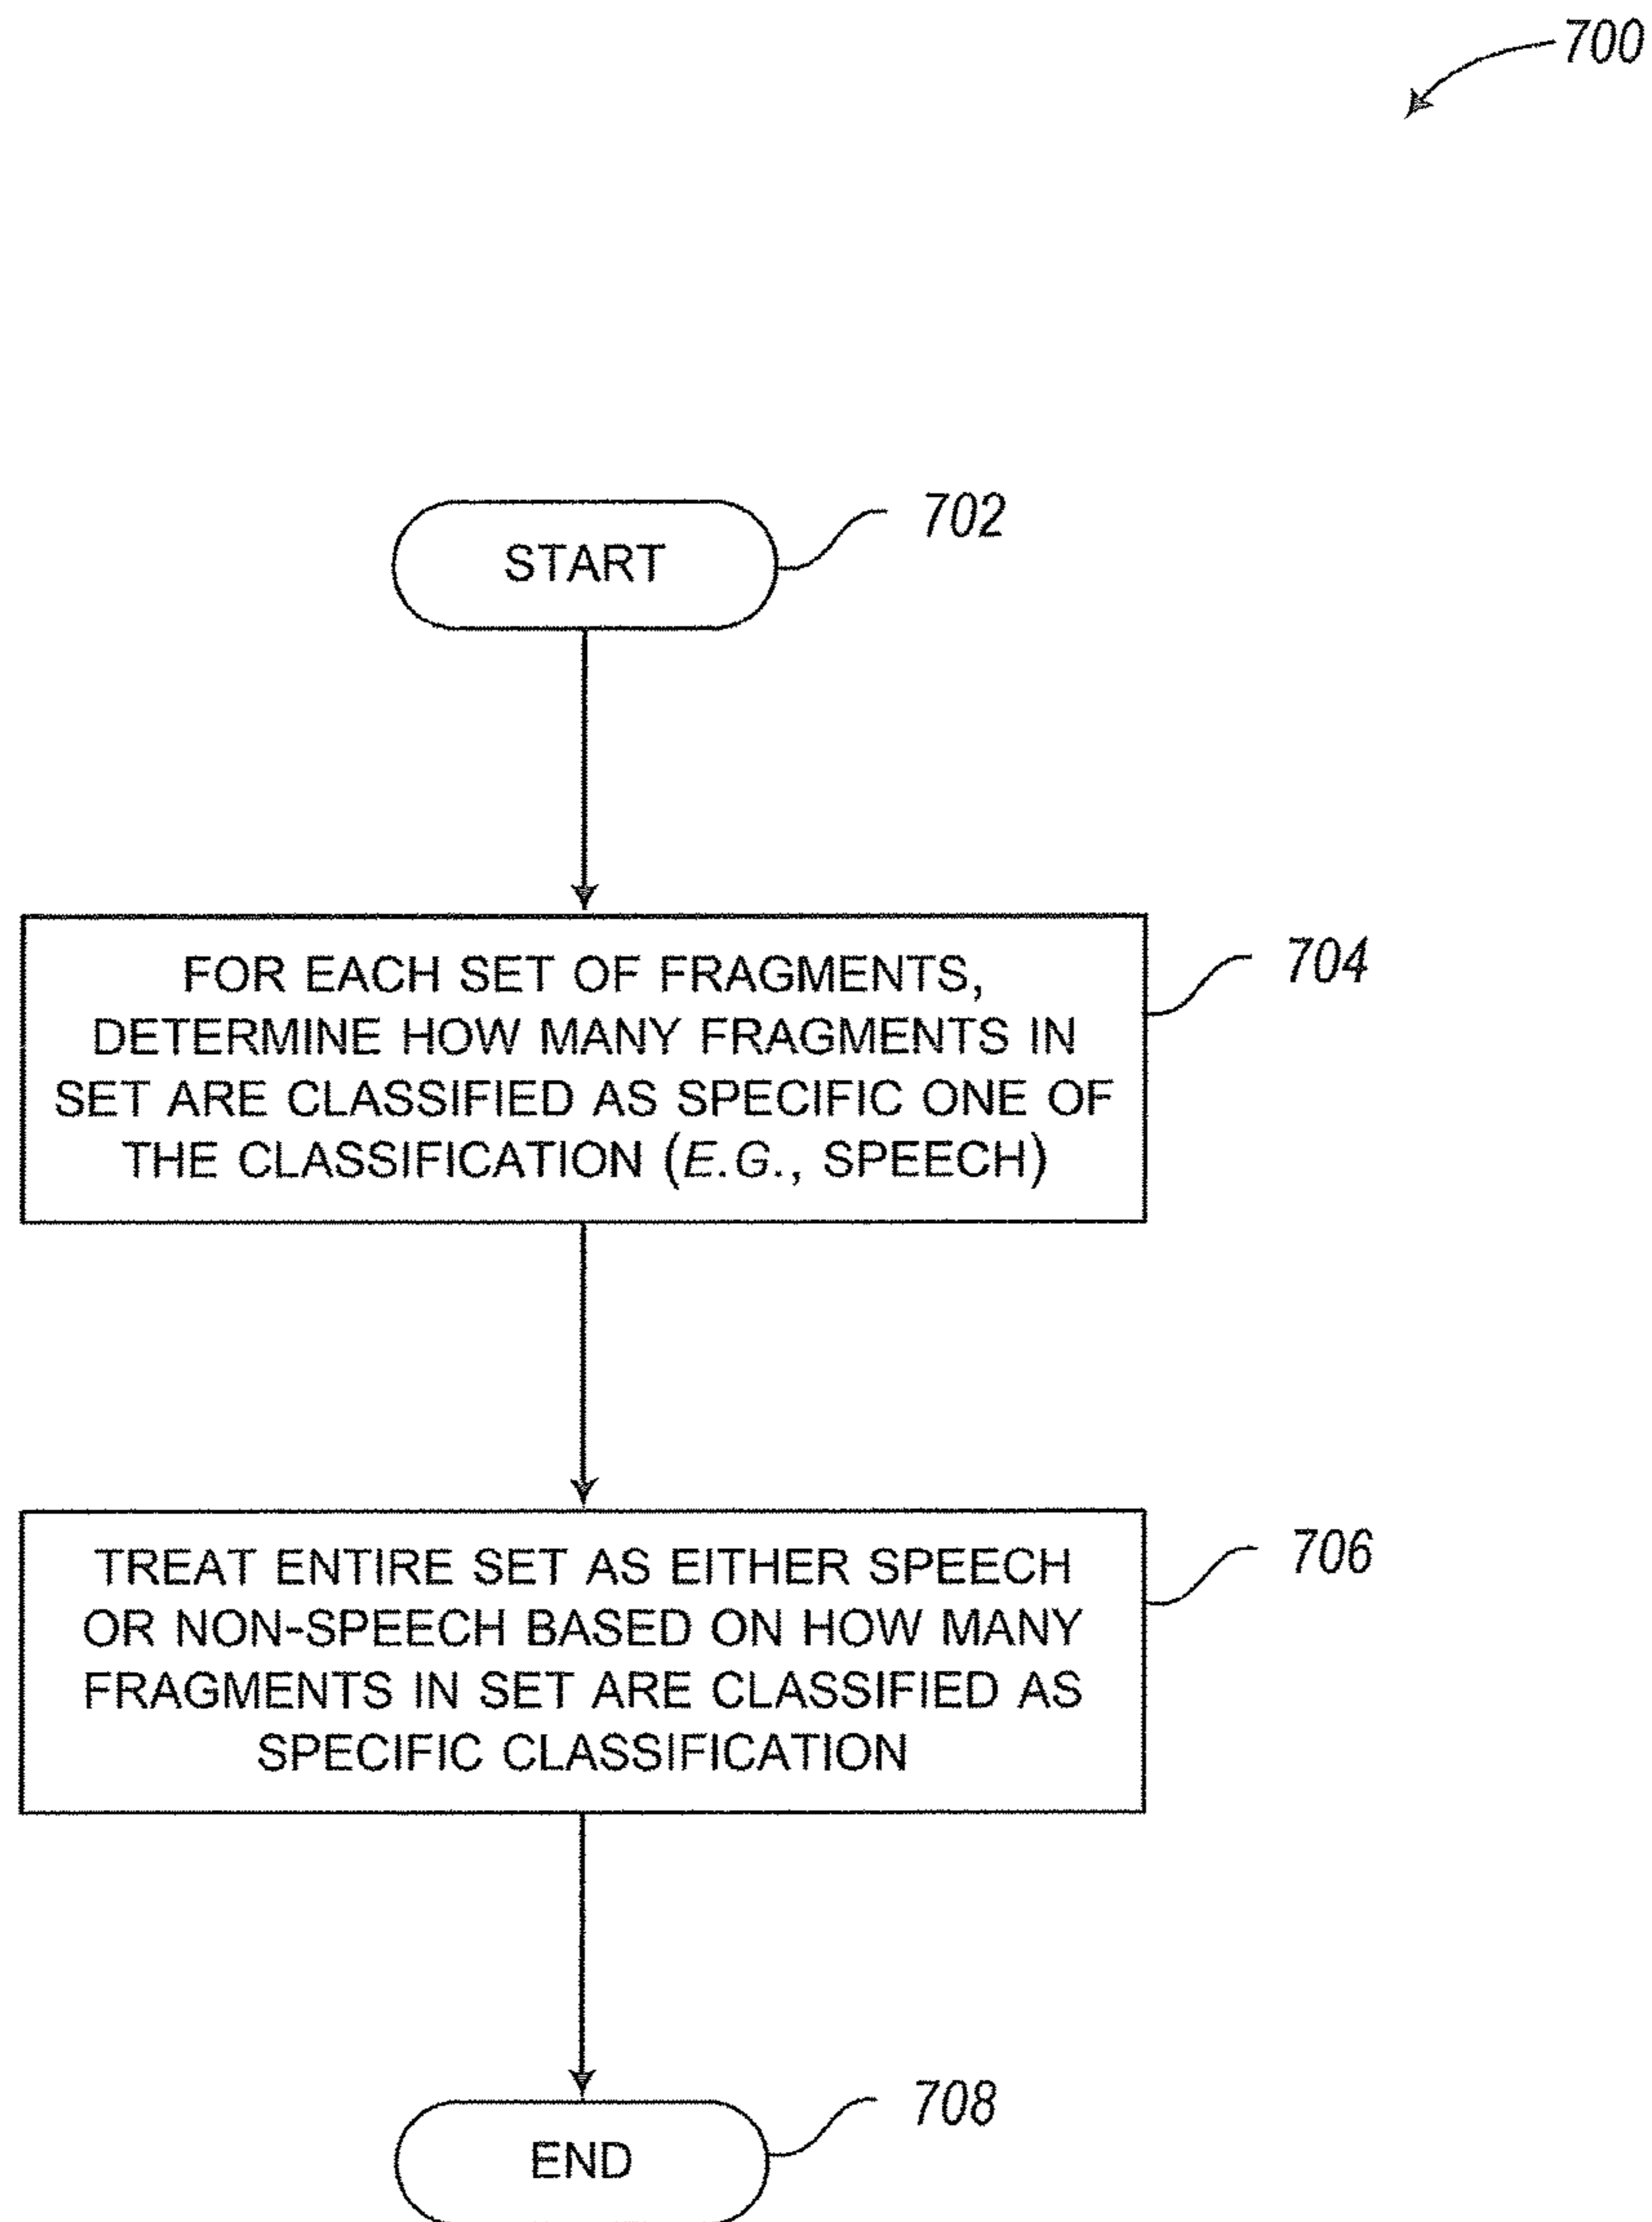 700
START
702
FOR EACH SET OF FRAGMENTS,
DETERMINE HOW MANY FRAGMENTS IN
SET ARE CLASSIFIED AS SPECIFIC ONE OF
THE CLASSIFICATION (E.G., SPEECH)
704
TREAT ENTIRE SET AS EITHER SPEECH
OR NON-SPEECH BASED ON HOW MANY
FRAGMENTS IN SET ARE CLASSIFIED AS
SPECIFIC CLASSIFICATION
706
END
708